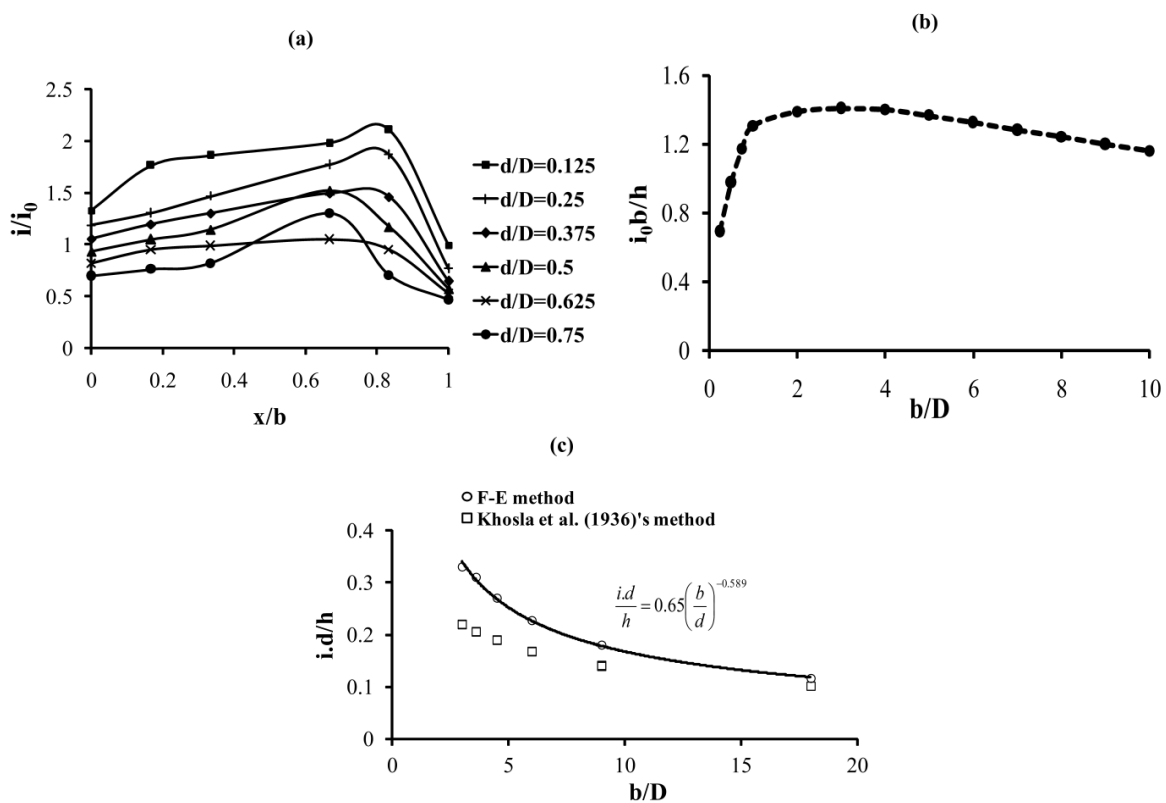 (a)
2.5
2
1.5
1
0.5
0
i/i0
0 0.2 0.4 0.6 0.8 1
x/b
d/D=0.125
d/D=0.25
d/D=0.375
d/D=0.5
d/D=0.625
d/D=0.75
(b)
1.6
1.2
0.8
0.4
0
i0b/h
0 2 4 6 8 10
b/D
(c)
F-E method
Khosla et al. (1936)'s method
0.4
0.3
0.2
0.1
0
i.d/h
i.d/h = 0.65(b/d)^-0.589
0 5 10 15 20
b/D